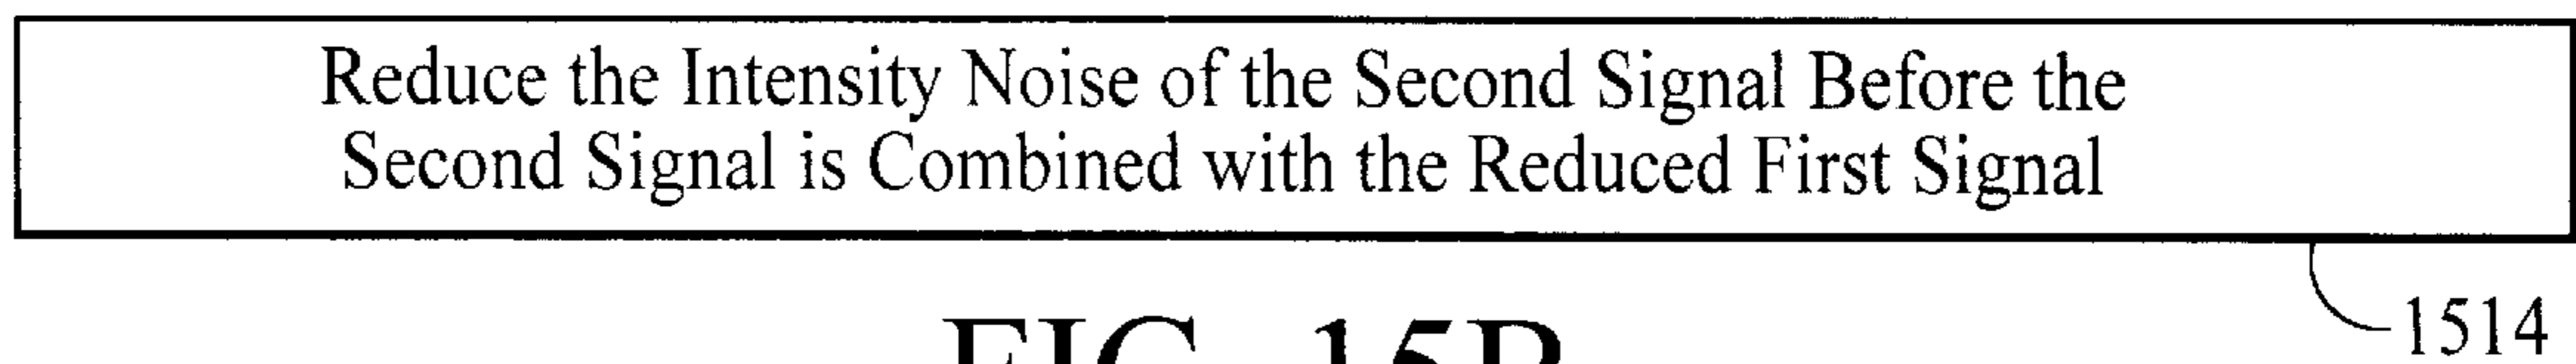 Reduce the Intensity Noise of the Second Signal Before the
Second Signal is Combined with the Reduced First Signal
1514